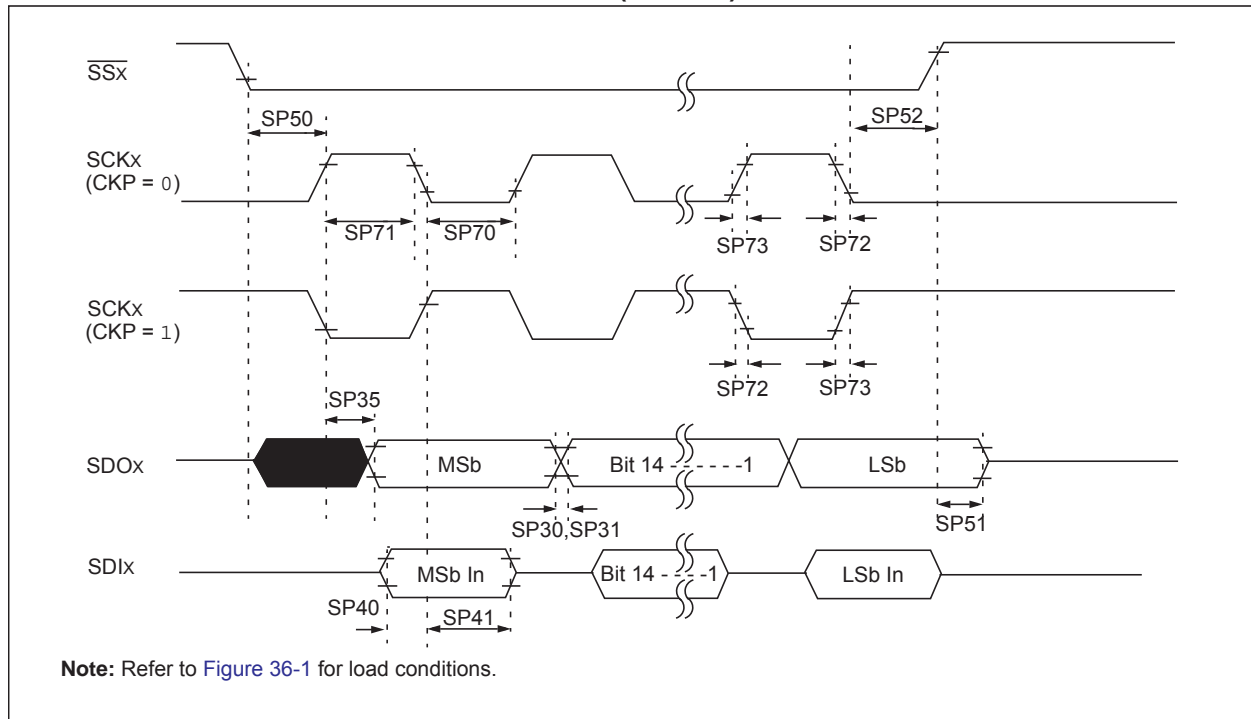 SSx
SP50
SP52
SCKx
(CKP = 0)
SP71
SP70
SP73
SP72
SCKx
(CKP = 1)
SP72
SP73
SP35
SDOx
MSb
Bit 14 - - - - - -1
LSb
SP30,SP31
SP51
SDIx
MSb In
Bit 14 - - - -1
LSb In
SP40
SP41
Note: Refer to Figure 36-1 for load conditions.